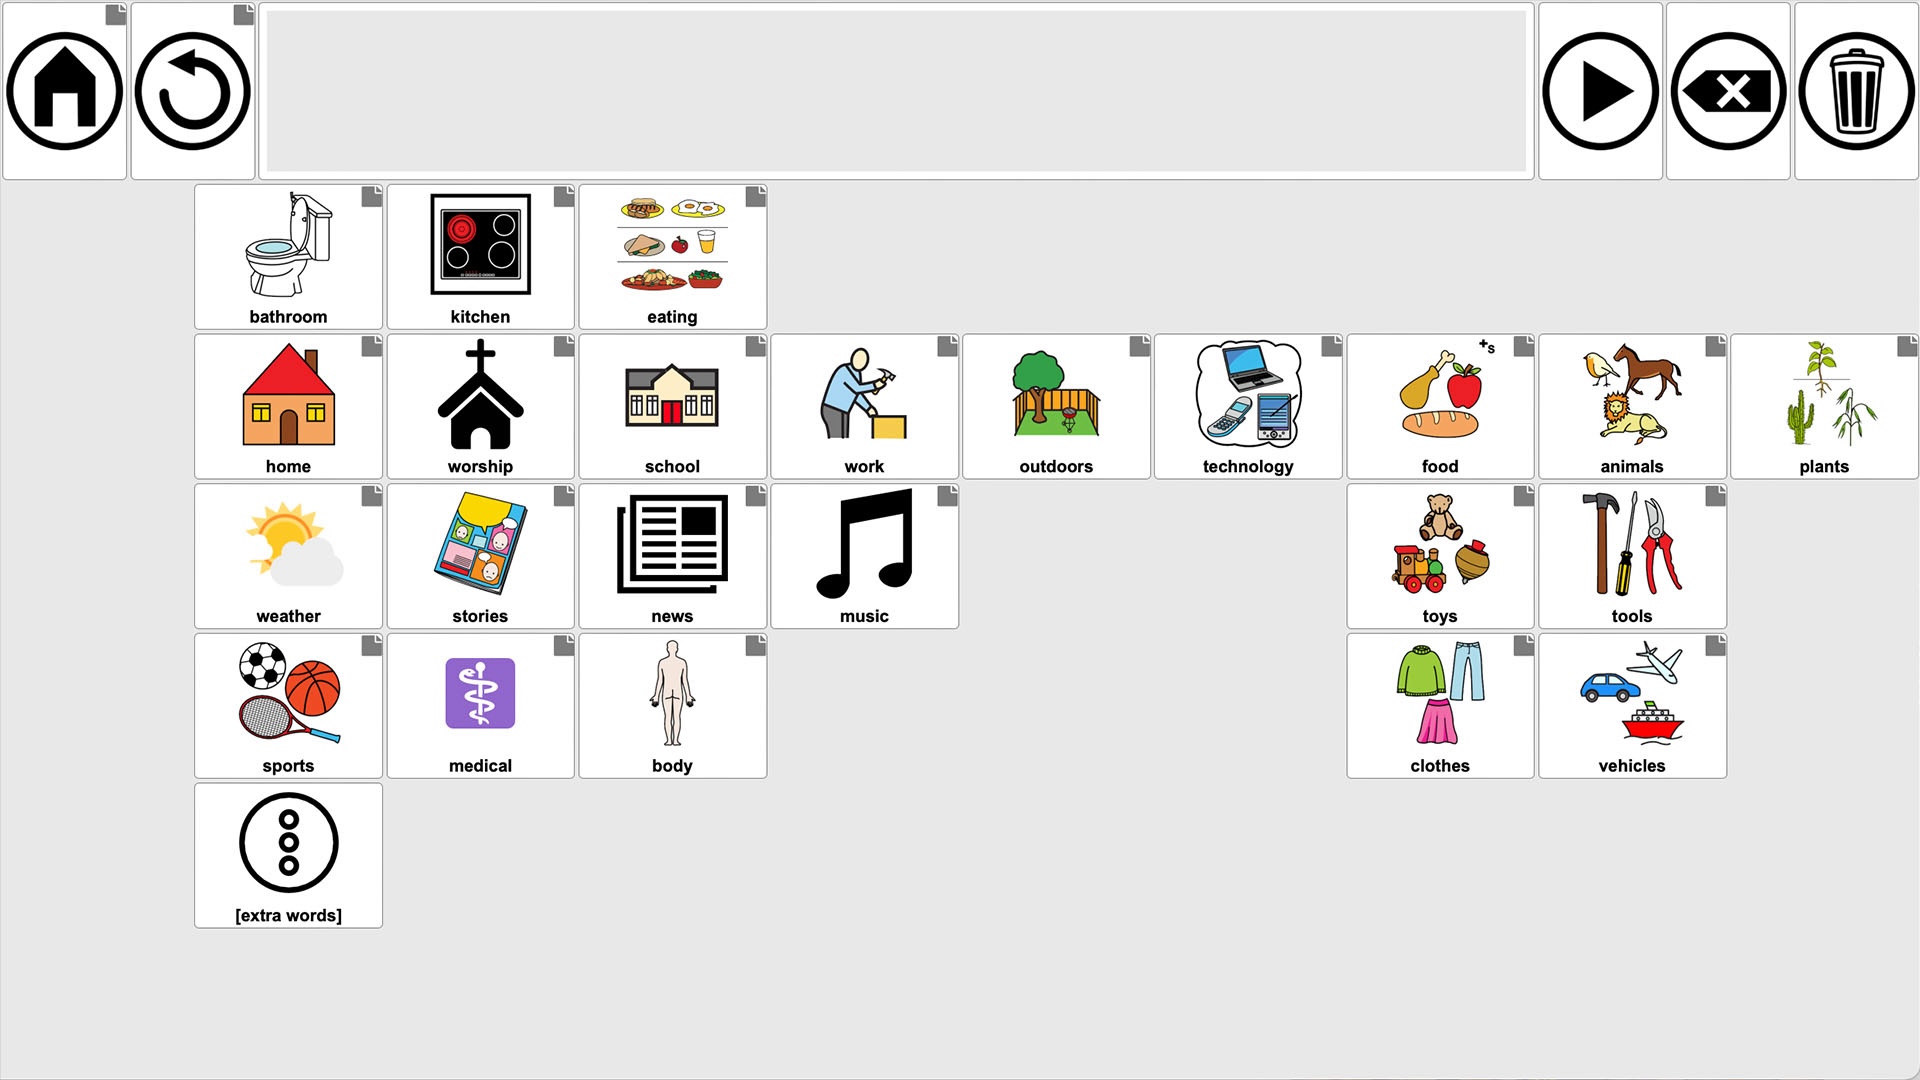 bathroom
kitchen
eating
home
worship
school
work
outdoors
technology
+s
food
animals
plants
weather
stories
news
music
toys
tools
sports
medical
body
clothes
vehicles
[extra words]